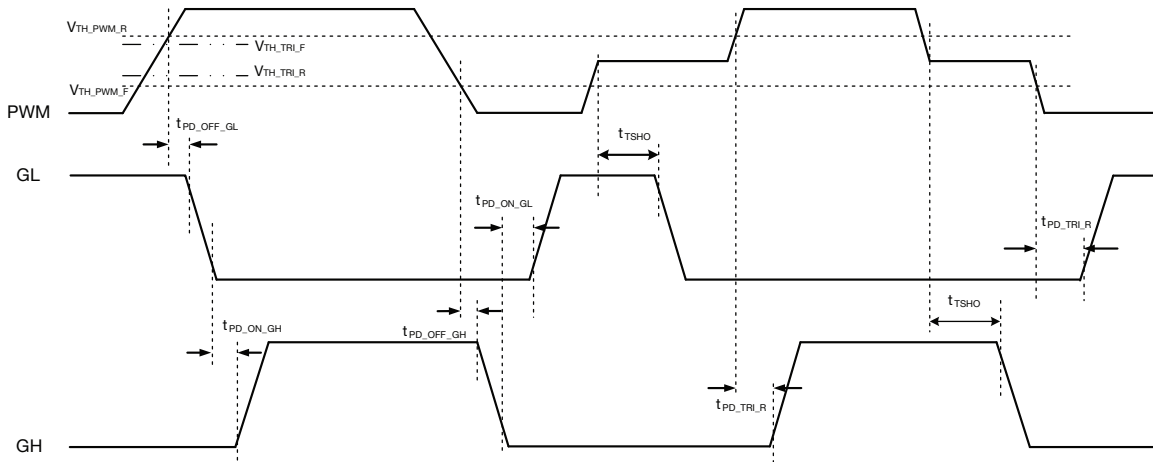 VTH_PWM_R
VTH_TRI_F
VTH_TRI_R
VTH_PWM_F
PWM
tPD_OFF_GL
tTSHO
GL
tPD_ON_GL
tPD_TRI_R
tTSHO
tPD_ON_GH
tPD_OFF_GH
tPD_TRI_R
GH